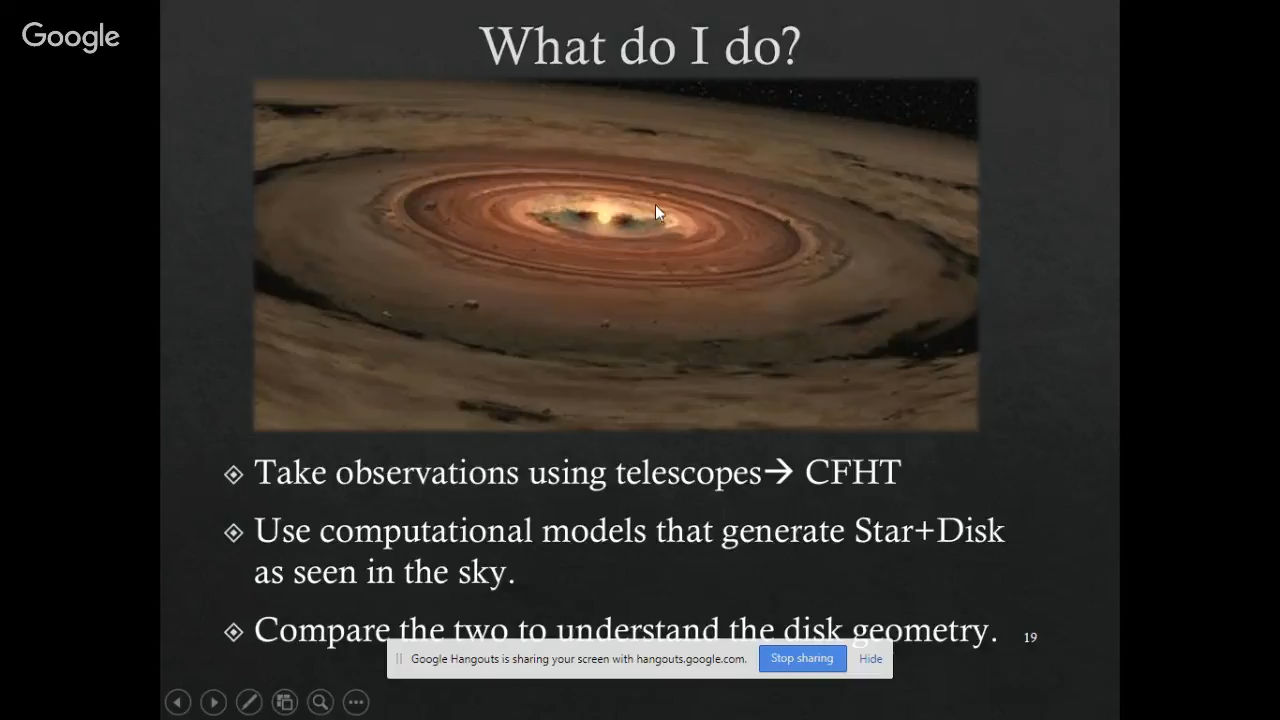 Google
What do I do?
Take observations using telescopes→ CFHT
Use computational models that generate Star+Disk
as seen in the sky.
Compare the two to understand the disk geometry.
19
Google Hangouts is sharing your screen with hangouts.google.com.
Stop sharing
Hide